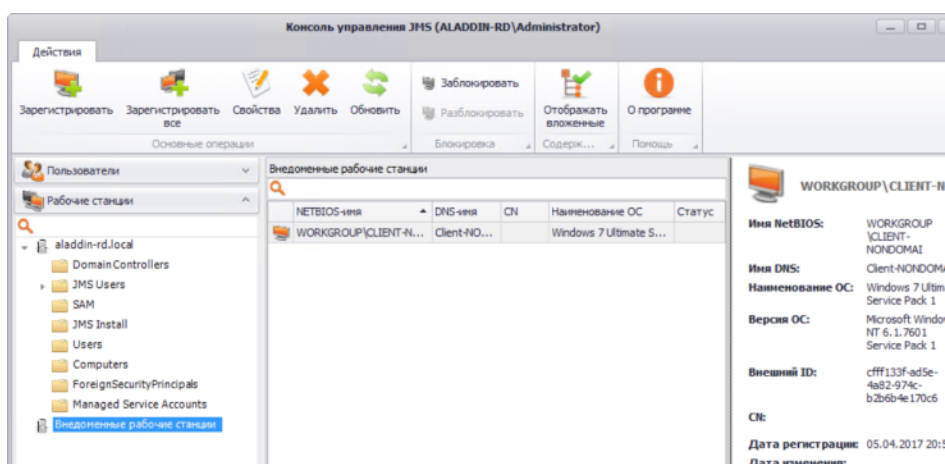 Консоль управления JMS (ALADDIN-RD\Administrator)
Действия
Зарегистрировать
Зарегистрировать все
Свойства
Удалить
Обновить
Заблокировать
Разблокировать
Отображать вложенные
О программе
Основные операции
Блокировка
Содерж...
Помощь
Пользователи
Рабочие станции
aladdin-rd.local
Domain Controllers
JMS Users
SAM
JMS Install
Users
Computers
ForeignSecurityPrincipals
Managed Service Accounts
Внедоменные рабочие станции
Внедоменные рабочие станции
NETBIOS-имя DNS-имя CN Наименование ОС Статус
WORKGROUP\CLIENT-N... Client-NO... Windows 7 Ultimate S...
WORKGROUP\CLIENT-N
Имя NetBIOS: WORKGROUP
\CLIENT-
NONDOMAI
Имя DNS: Client-NONDOMA
Наименование ОС: Windows 7 Ultim
Service Pack 1
Версия ОС: Microsoft Window
NT 6.1.7601
Service Pack 1
Внешний ID: cfff133f-ad5e-
4a82-974c-
b2b6b4e170c6
CN:
Дата регистрации: 05.04.2017 20:5
Дата изменения: